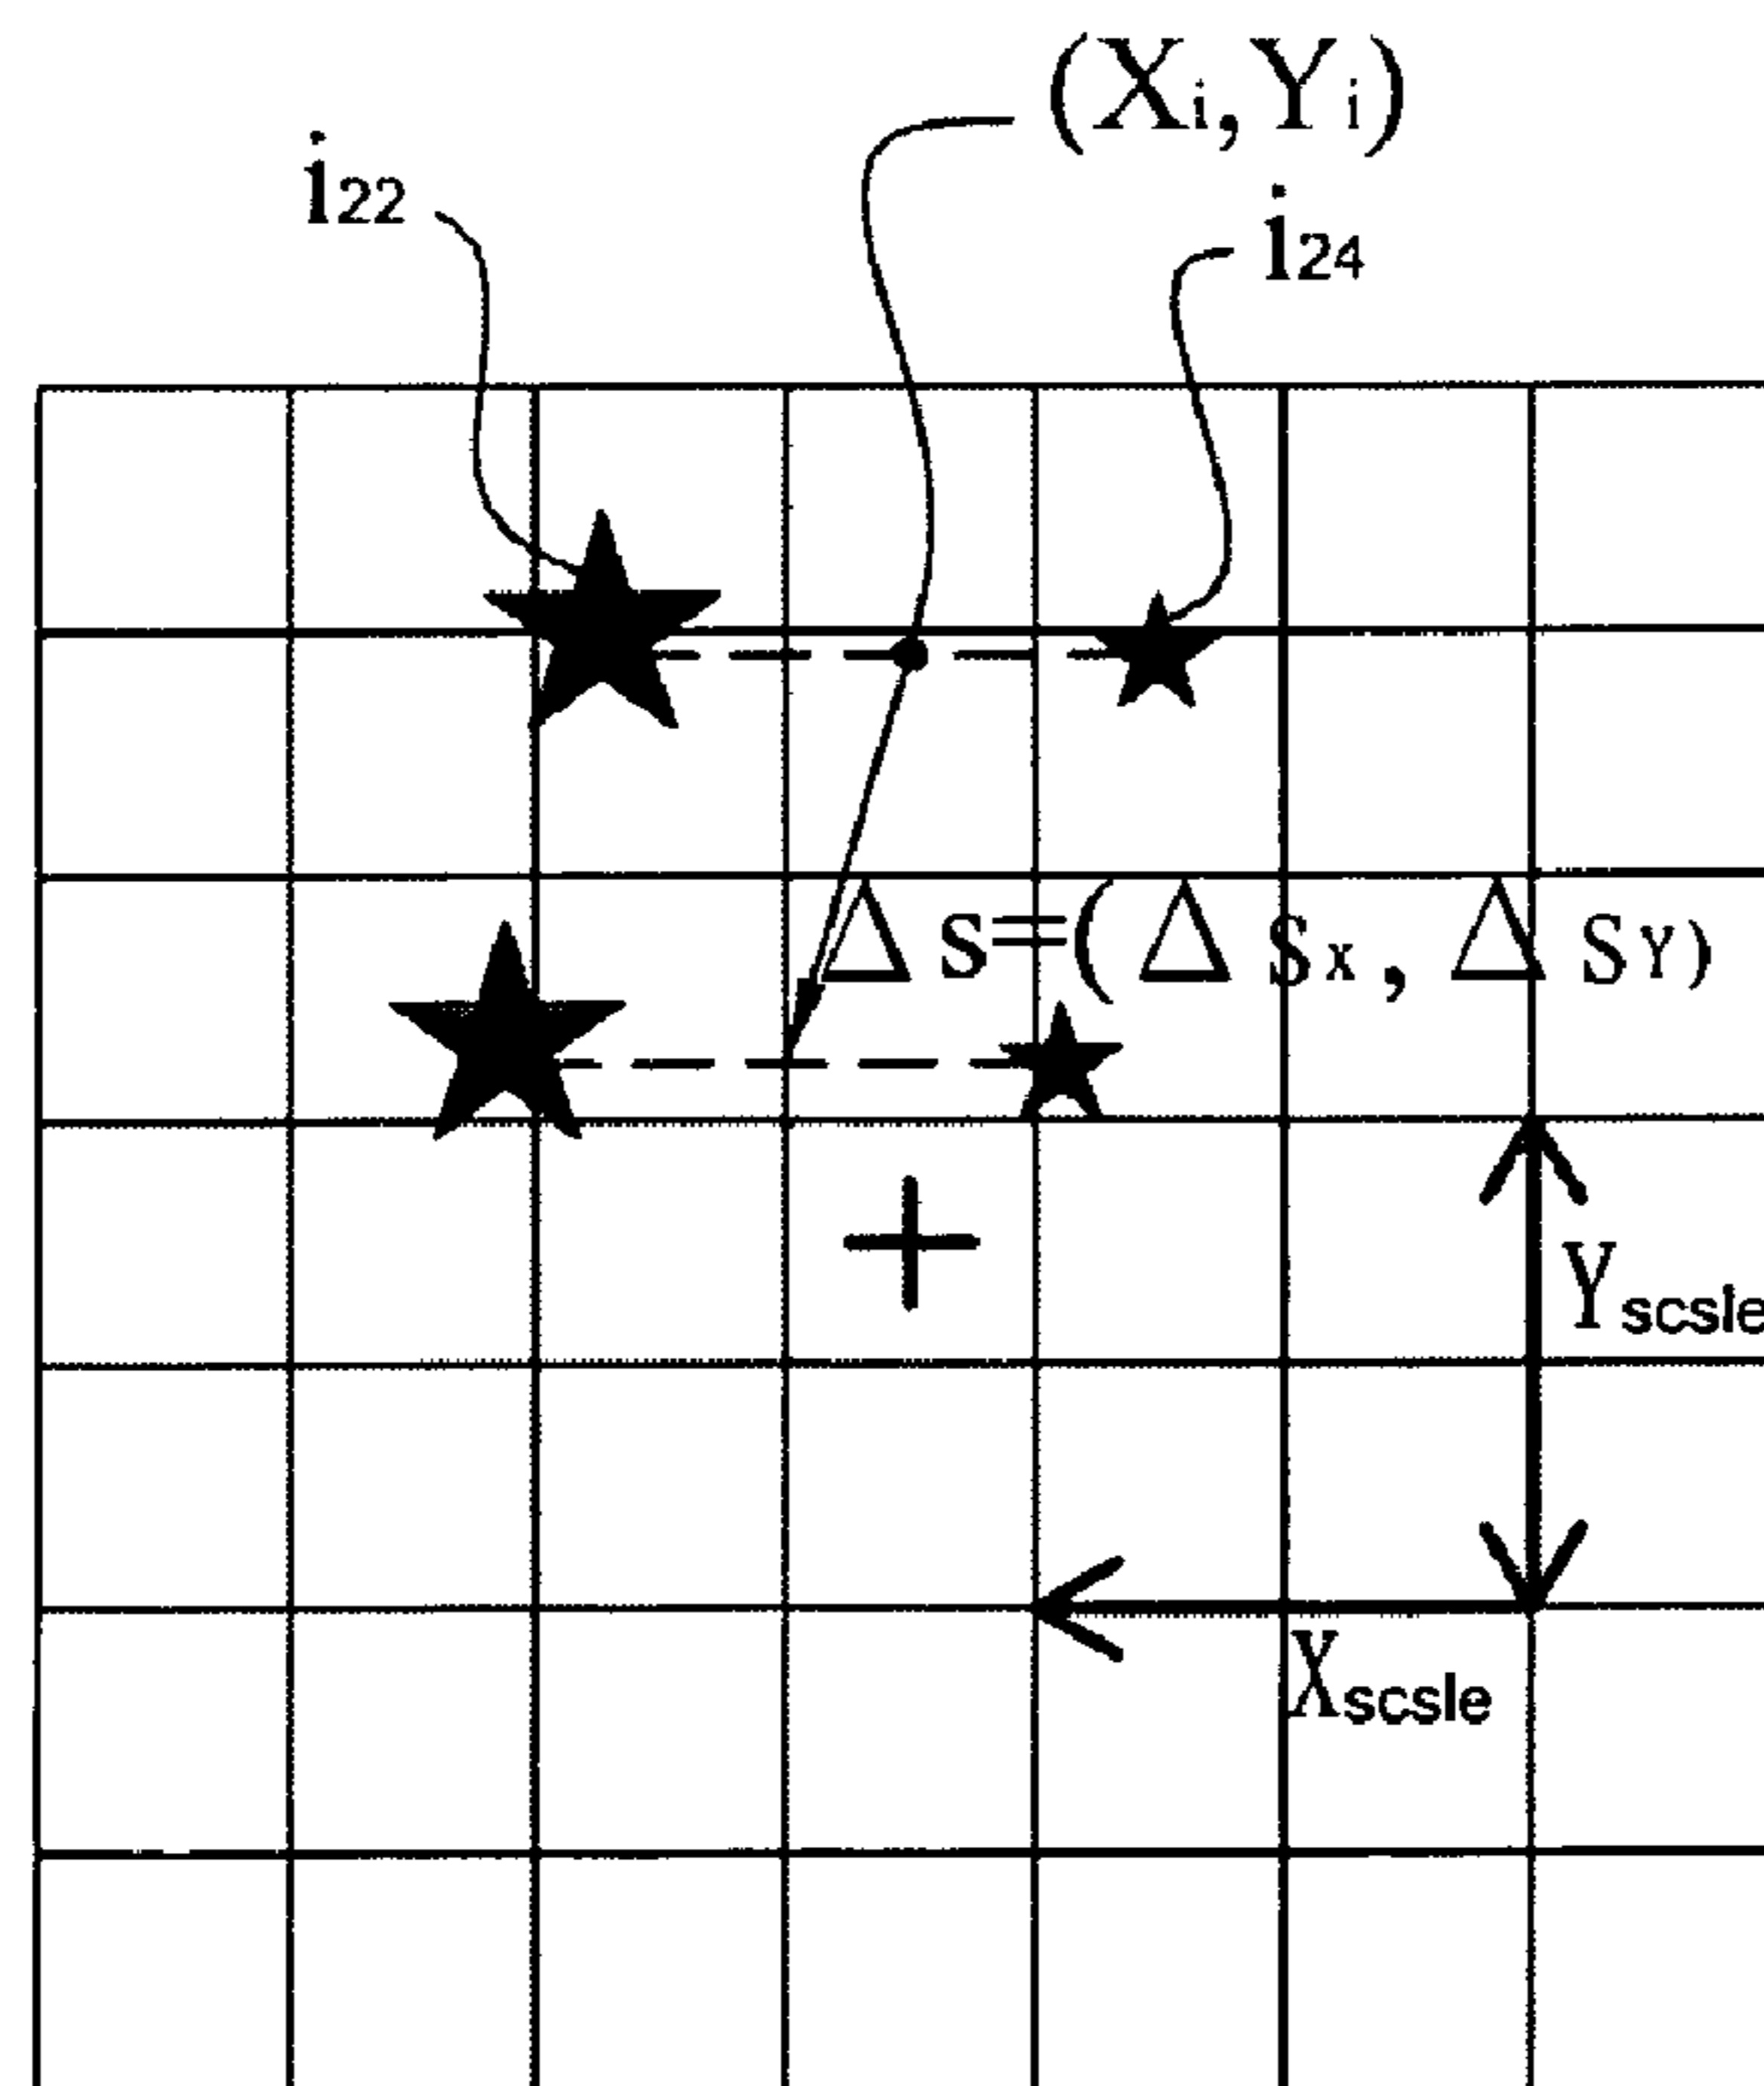 (Xi,Yi)
i22
i24
Δs=(Δsx,ΔsY)
Yscsle
Xscsle